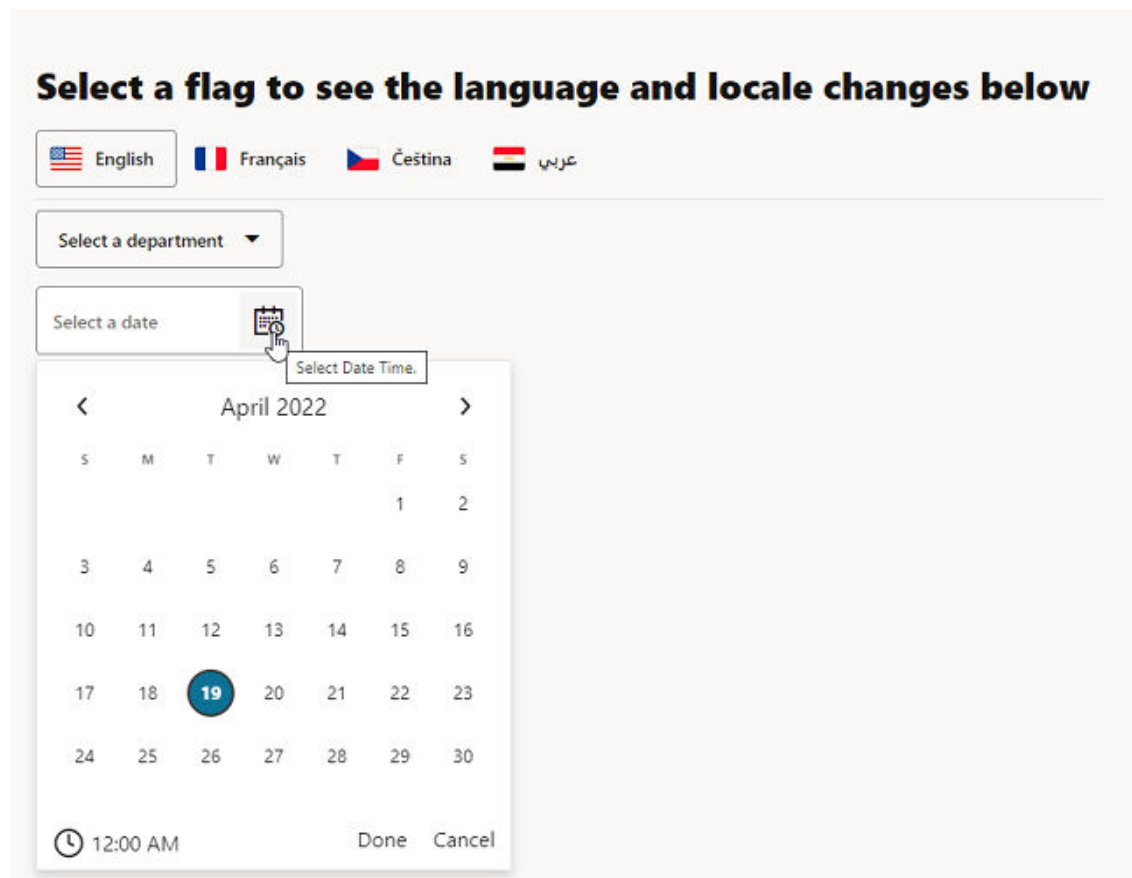 Select a flag to see the language and locale changes below
English Français Čeština عربي
Select a department
Select a date
Select Date Time.
April 2022
S M T W T F S
1 2
3 4 5 6 7 8 9
10 11 12 13 14 15 16
17 18 19 20 21 22 23
24 25 26 27 28 29 30
12:00 AM Done Cancel